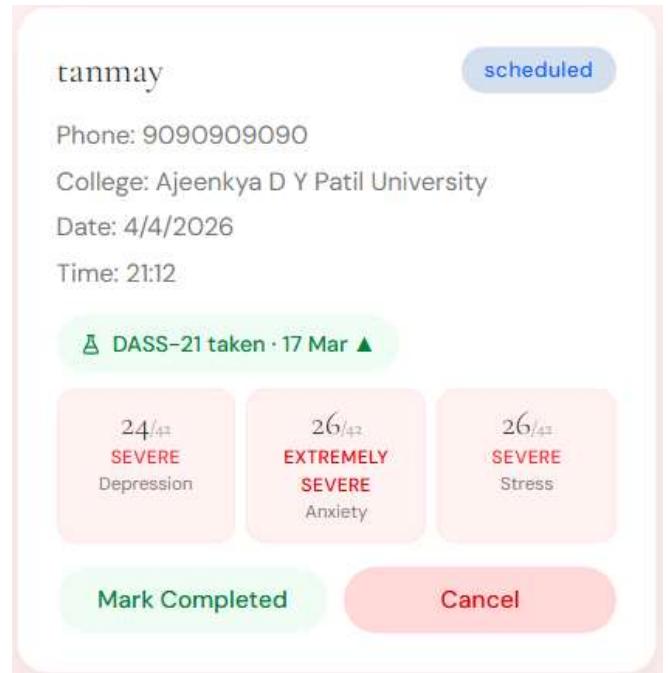 tanmay
scheduled
Phone: 9090909090
College: Ajeenkya D Y Patil University
Date: 4/4/2026
Time: 21:12
DASS-21 taken · 17 Mar ▲
24/42
SEVERE
Depression
26/42
EXTREMELY
SEVERE
Anxiety
26/42
SEVERE
Stress
Mark Completed
Cancel